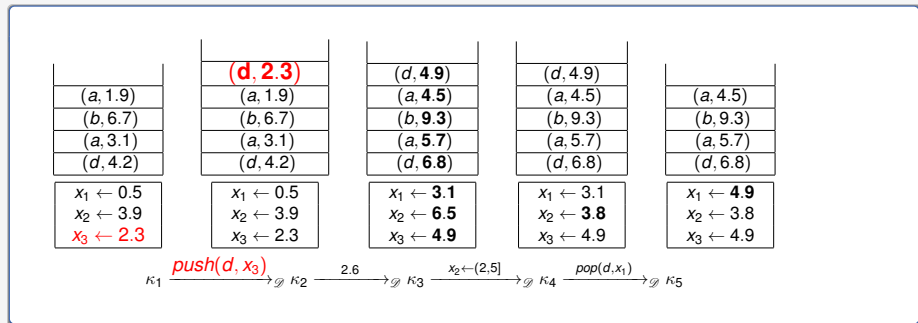 (d, 2.3) (d, 4.9) (d, 4.9)
(a, 1.9) (a, 1.9) (a, 4.5) (a, 4.5) (a, 4.5)
(b, 6.7) (b, 6.7) (b, 9.3) (b, 9.3) (b, 9.3)
(a, 3.1) (a, 3.1) (a, 5.7) (a, 5.7) (a, 5.7)
(d, 4.2) (d, 4.2) (d, 6.8) (d, 6.8) (d, 6.8)
x₁ ← 0.5 x₁ ← 0.5 x₁ ← 3.1 x₁ ← 3.1 x₁ ← 4.9
x₂ ← 3.9 x₂ ← 3.9 x₂ ← 6.5 x₂ ← 3.8 x₂ ← 3.8
x₃ ← 2.3 x₃ ← 2.3 x₃ ← 4.9 x₃ ← 4.9 x₃ ← 4.9
push(d, x₃) 2.6 x₂←(2,5] pop(d,x₁)
κ₁ ⟶𝒟 κ₂ ⟶𝒟 κ₃ ⟶𝒟 κ₄ ⟶𝒟 κ₅